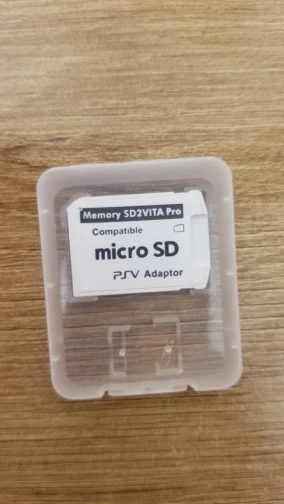 Memory SD2VITA Pro
Compatible
micro SD
PSV Adaptor